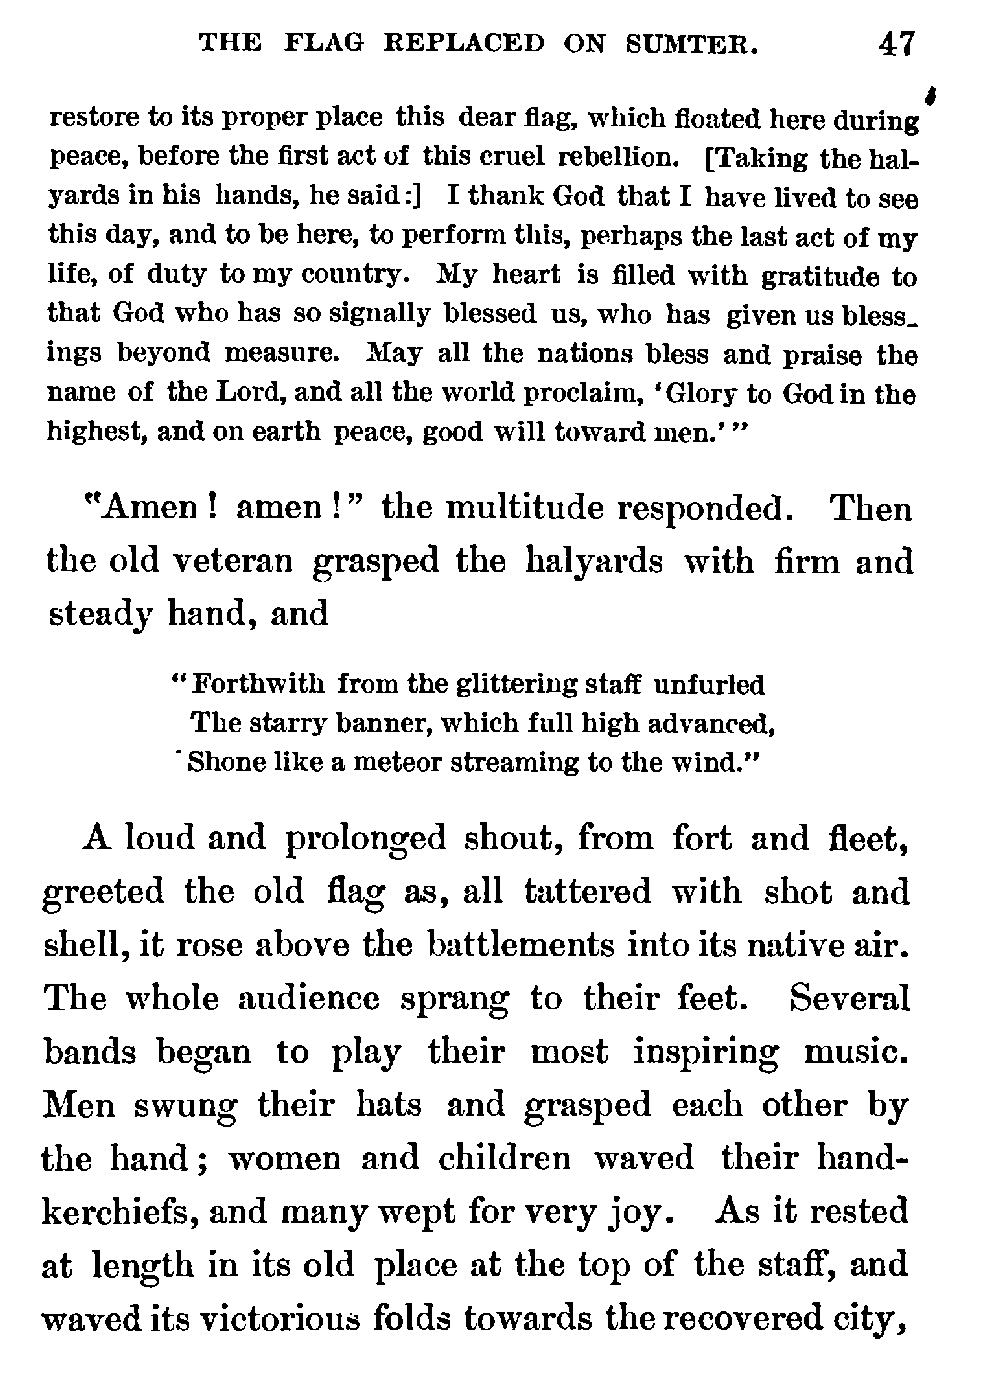 THE FLAG REPLACED ON SUMTER. 47
restore to its proper place this dear flag, which floated here during
peace, before the first act of this cruel rebellion. [Taking the hal-
yards in his hands, he said:] I thank God that I have lived to see
this day, and to be here, to perform this, perhaps the last act of my
life, of duty to my country. My heart is filled with gratitude to
that God who has so signally blessed us, who has given us bless-
ings beyond measure. May all the nations bless and praise the
name of the Lord, and all the world proclaim, 'Glory to God in the
highest, and on earth peace, good will toward men.'"
"Amen! amen!" the multitude responded. Then
the old veteran grasped the halyards with firm and
steady hand, and
"Forthwith from the glittering staff unfurled
The starry banner, which full high advanced,
Shone like a meteor streaming to the wind."
A loud and prolonged shout, from fort and fleet,
greeted the old flag as, all tattered with shot and
shell, it rose above the battlements into its native air.
The whole audience sprang to their feet. Several
bands began to play their most inspiring music.
Men swung their hats and grasped each other by
the hand; women and children waved their hand-
kerchiefs, and many wept for very joy. As it rested
at length in its old place at the top of the staff, and
waved its victorious folds towards the recovered city,